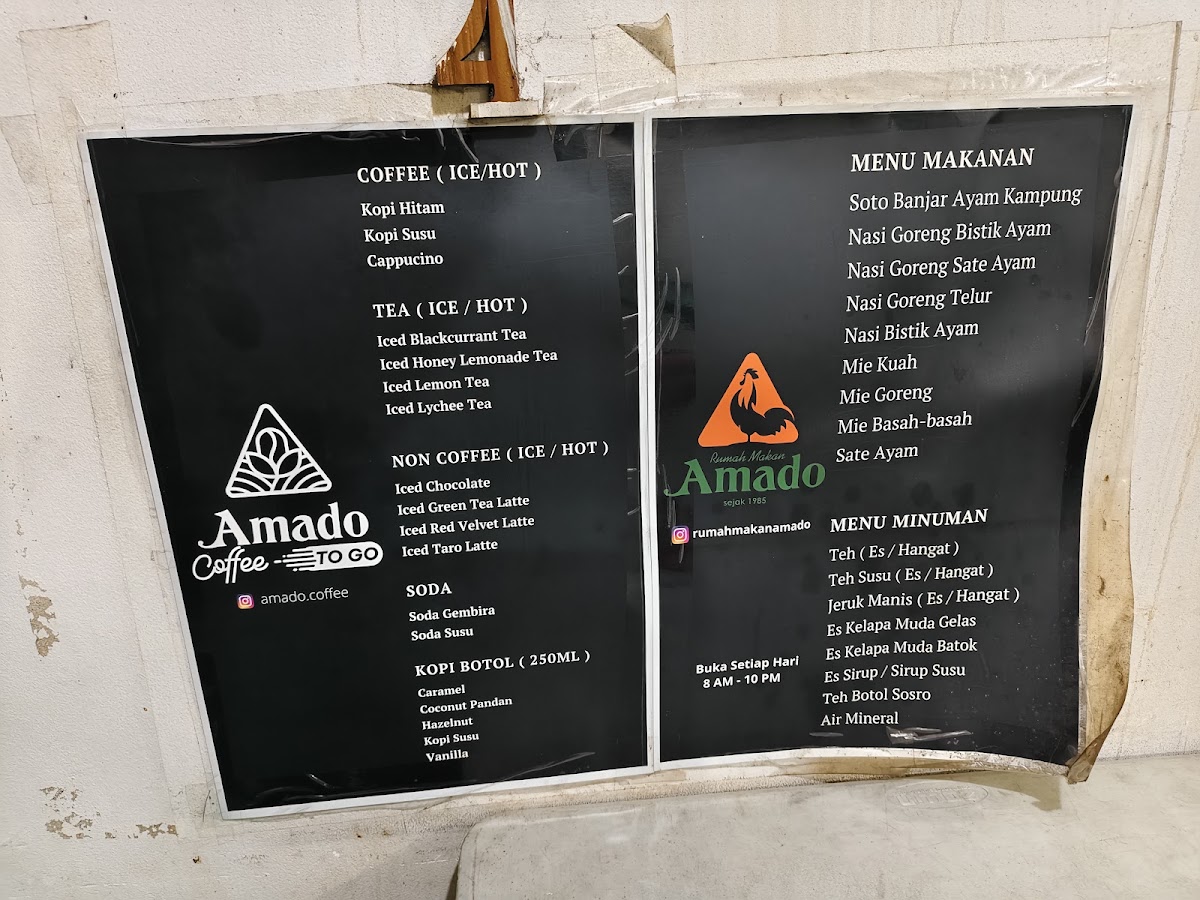 COFFEE ( ICE/HOT )
Kopi Hitam
Kopi Susu
Cappucino
TEA ( ICE / HOT )
Iced Blackcurrant Tea
Iced Honey Lemonade Tea
Iced Lemon Tea
Iced Lychee Tea
NON COFFEE ( ICE / HOT )
Iced Chocolate
Iced Green Tea Latte
Iced Red Velvet Latte
Iced Taro Latte
SODA
Soda Gembira
Soda Susu
KOPI BOTOL ( 250ML )
Caramel
Coconut Pandan
Hazelnut
Kopi Susu
Vanilla
Amado
Coffee TO GO
amado.coffee
MENU MAKANAN
Soto Banjar Ayam Kampung
Nasi Goreng Bistik Ayam
Nasi Goreng Sate Ayam
Nasi Goreng Telur
Nasi Bistik Ayam
Mie Kuah
Mie Goreng
Mie Basah-basah
Sate Ayam
Rumah Makan
Amado
sejak 1985
rumahmakanamado
MENU MINUMAN
Teh ( Es / Hangat )
Teh Susu ( Es / Hangat )
Jeruk Manis ( Es / Hangat )
Es Kelapa Muda Gelas
Es Kelapa Muda Batok
Es Sirup / Sirup Susu
Teh Botol Sosro
Air Mineral
Buka Setiap Hari
8 AM - 10 PM